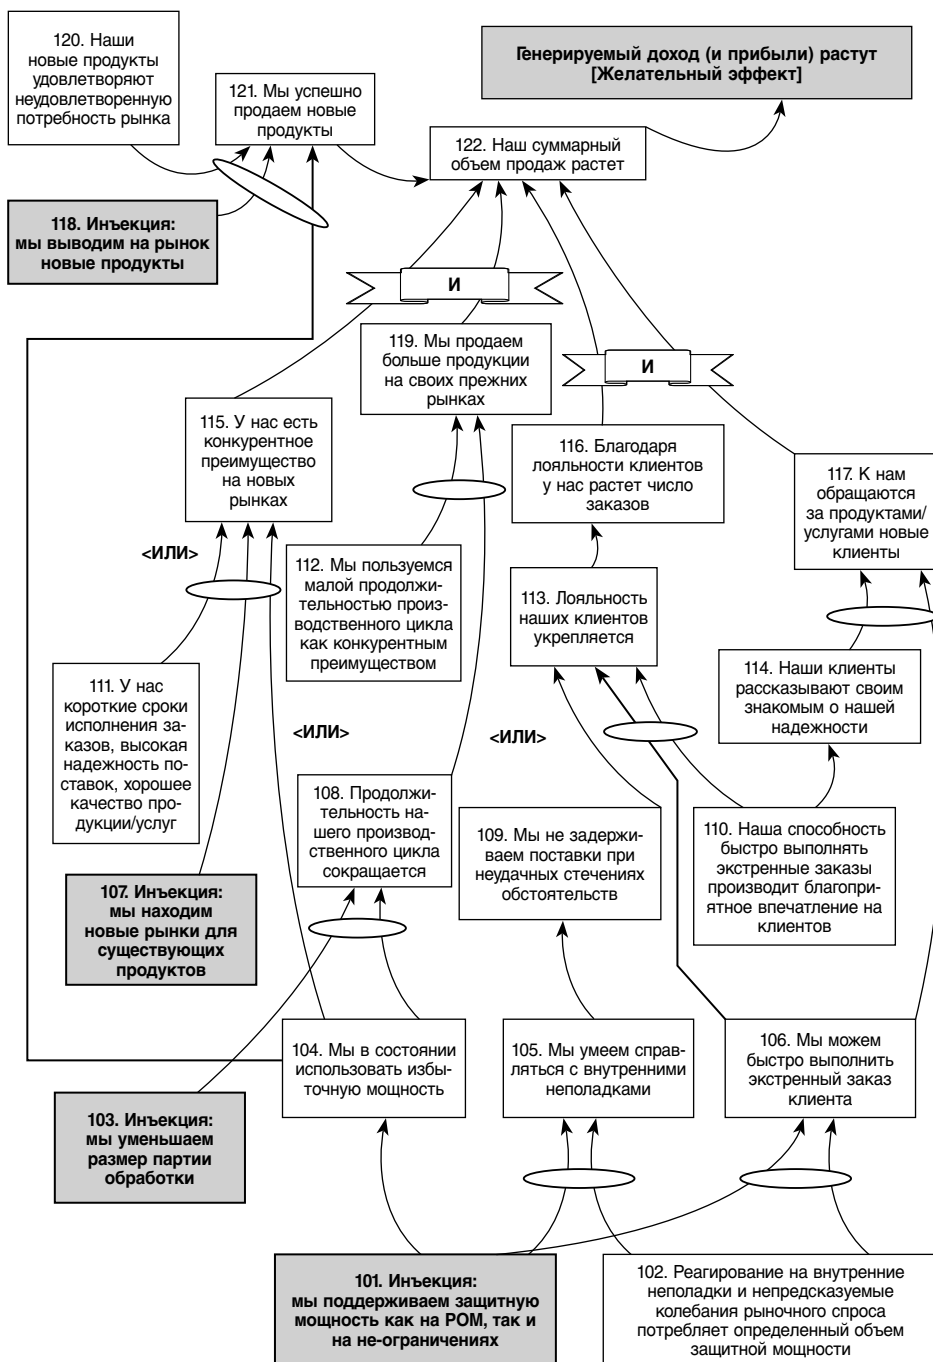 120. Наши
новые продукты
удовлетворяют
неудовлетворенную
потребность рынка
Генерируемый доход (и прибыли) растут
[Желательный эффект]
121. Мы успешно
продаем новые
продукты
122. Наш суммарный
объем продаж растет
118. Инъекция:
мы выводим на рынок
новые продукты
И
119. Мы продаем
больше продукции
на своих прежних
рынках
И
115. У нас есть
конкурентное
преимущество
на новых
рынках
116. Благодаря
лояльности клиентов
у нас растет число
заказов
117. К нам
обращаются
за продуктами/
услугами новые
клиенты
<ИЛИ>
112. Мы пользуемся
малой продолжи-
тельностью произ-
водственного цикла
как конкурентным
преимуществом
113. Лояльность
наших клиентов
укрепляется
114. Наши клиенты
рассказывают своим
знакомым о нашей
надежности
111. У нас
короткие сроки
исполнения за-
казов, высокая
надежность по-
ставок, хорошее
качество про-
дукции/услуг
<ИЛИ>
<ИЛИ>
108. Продолжи-
тельность на-
шего производ-
ственного цикла
сокращается
109. Мы не задержи-
ваем поставки при
неудачных стечениях
обстоятельств
110. Наша способность
быстро выполнять
экстренные заказы
производит благопри-
ятное впечатление на
клиентов
107. Инъекция:
мы находим
новые рынки для
существующих
продуктов
104. Мы в состоянии
использовать избы-
точную мощность
105. Мы умеем справ-
ляться с внутренними
неполадками
106. Мы можем
быстро выполнить
экстренный заказ
клиента
103. Инъекция:
мы уменьшаем
размер партии
обработки
101. Инъекция:
мы поддерживаем защитную
мощность как на РОМ, так и
на не-ограничениях
102. Реагирование на внутренние
неполадки и непредсказуемые
колебания рыночного спроса
потребляет определенный объем
защитной мощности